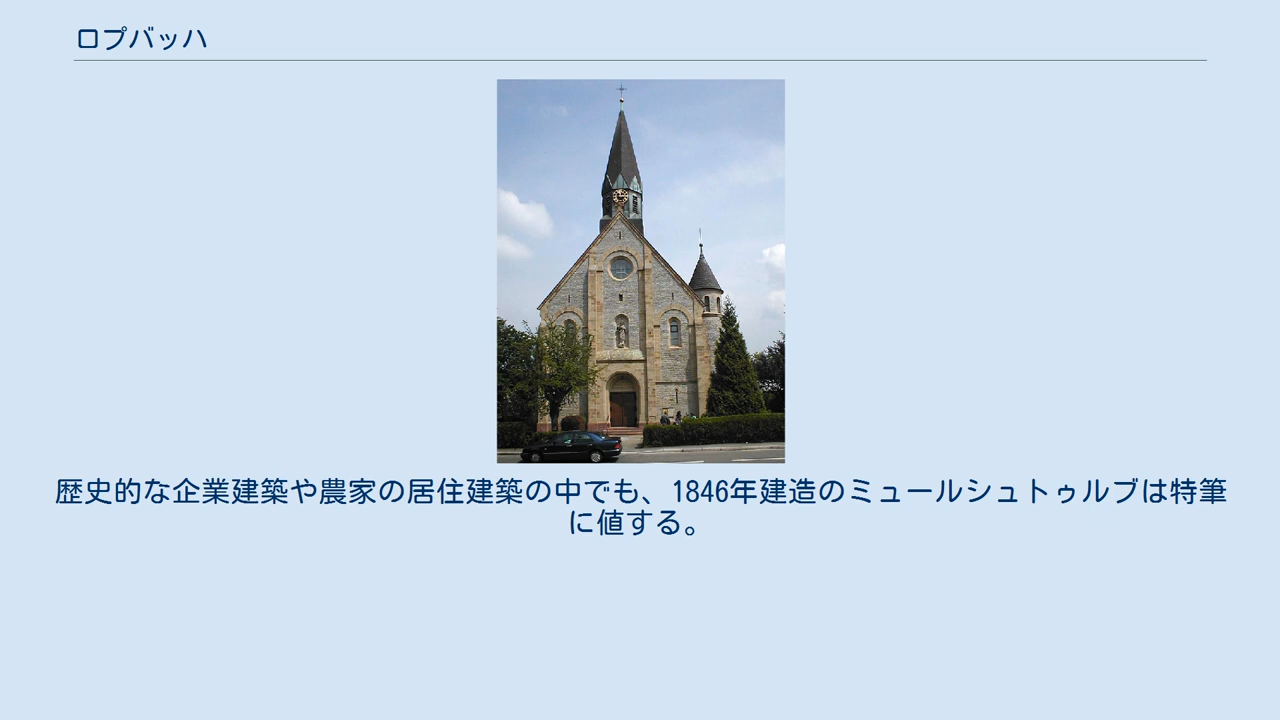 ロプバッハ
歴史的な企業建築や農家の居住建築の中でも、1846年建造のミュールシュトゥルブは特筆
に値する。